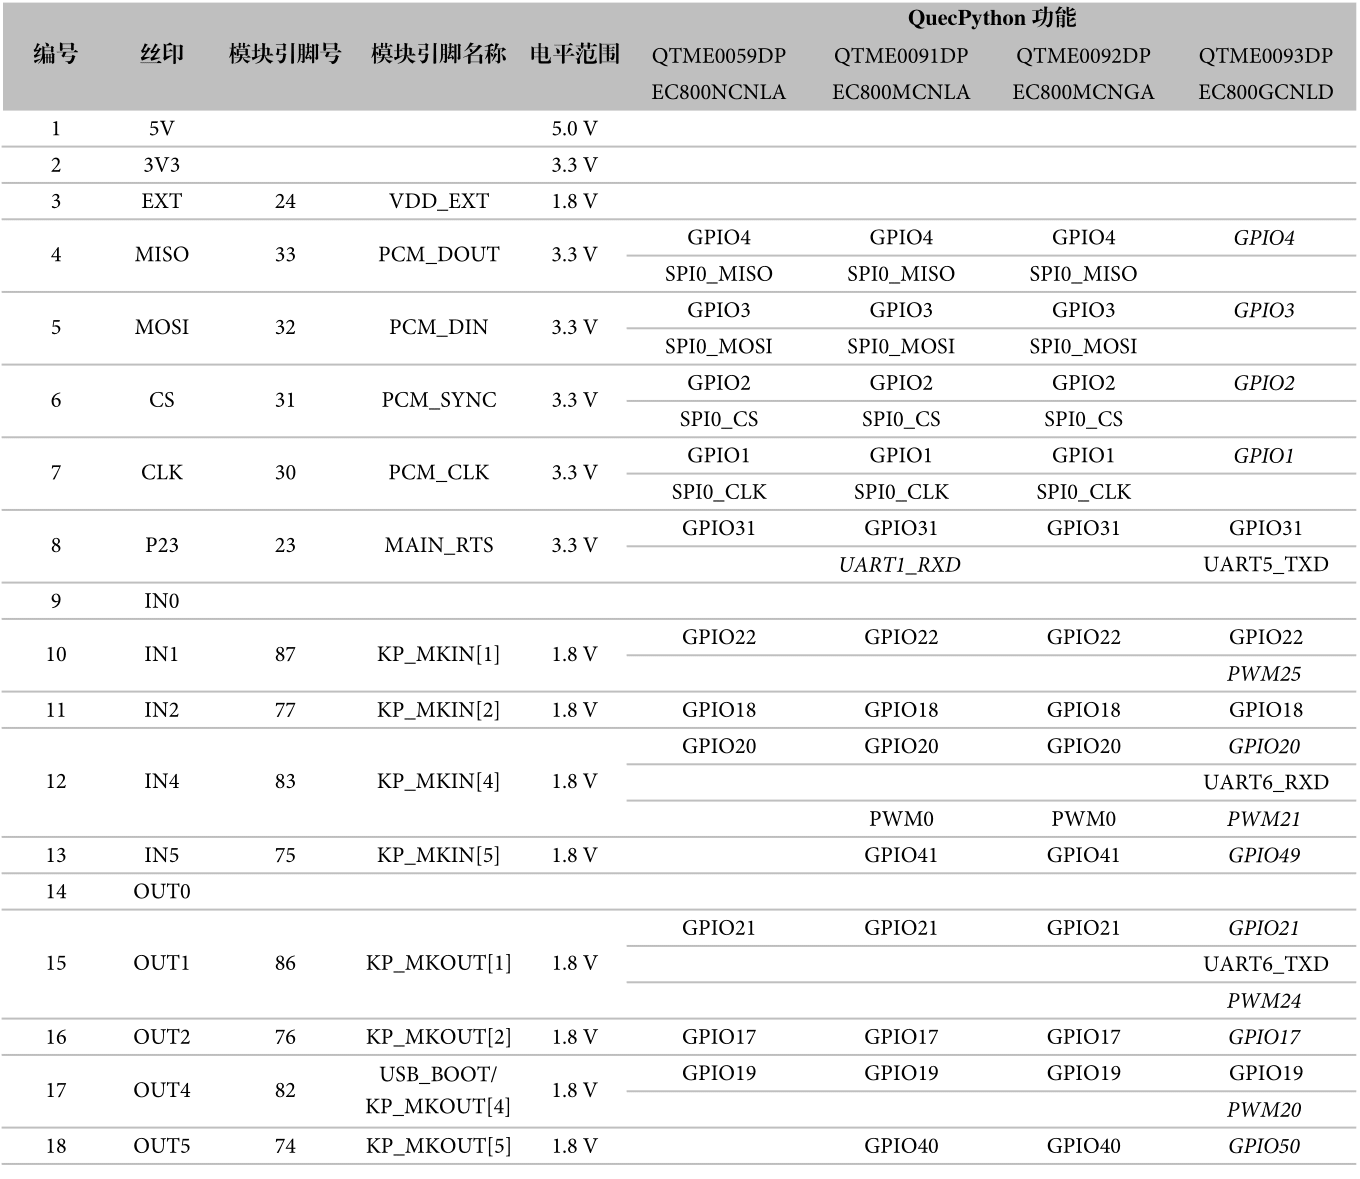 QuecPython 功能
编号 丝印 模块引脚号 模块引脚名称 电平范围 QTME0059DP QTME0091DP QTME0092DP QTME0093DP
EC800NCNLA EC800MCNLA EC800MCNGA EC800GCNLD
1 5V 5.0 V
2 3V3 3.3 V
3 EXT 24 VDD_EXT 1.8 V
4 MISO 33 PCM_DOUT 3.3 V GPIO4 GPIO4 GPIO4 GPIO4
SPI0_MISO SPI0_MISO SPI0_MISO
5 MOSI 32 PCM_DIN 3.3 V GPIO3 GPIO3 GPIO3 GPIO3
SPI0_MOSI SPI0_MOSI SPI0_MOSI
6 CS 31 PCM_SYNC 3.3 V GPIO2 GPIO2 GPIO2 GPIO2
SPI0_CS SPI0_CS SPI0_CS
7 CLK 30 PCM_CLK 3.3 V GPIO1 GPIO1 GPIO1 GPIO1
SPI0_CLK SPI0_CLK SPI0_CLK
8 P23 23 MAIN_RTS 3.3 V GPIO31 GPIO31 GPIO31 GPIO31
UART1_RXD UART5_TXD
9 IN0
10 IN1 87 KP_MKIN[1] 1.8 V GPIO22 GPIO22 GPIO22 GPIO22
PWM25
11 IN2 77 KP_MKIN[2] 1.8 V GPIO18 GPIO18 GPIO18 GPIO18
12 IN4 83 KP_MKIN[4] 1.8 V GPIO20 GPIO20 GPIO20 GPIO20
UART6_RXD
PWM0 PWM0 PWM21
13 IN5 75 KP_MKIN[5] 1.8 V GPIO41 GPIO41 GPIO49
14 OUT0
15 OUT1 86 KP_MKOUT[1] 1.8 V GPIO21 GPIO21 GPIO21 GPIO21
UART6_TXD
PWM24
16 OUT2 76 KP_MKOUT[2] 1.8 V GPIO17 GPIO17 GPIO17 GPIO17
17 OUT4 82 USB_BOOT/ 1.8 V GPIO19 GPIO19 GPIO19 GPIO19
KP_MKOUT[4] PWM20
18 OUT5 74 KP_MKOUT[5] 1.8 V GPIO40 GPIO40 GPIO50